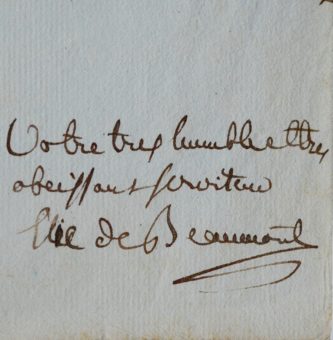 Votre tres humble et tres
obeissant serviteur
Elie de Beaumont